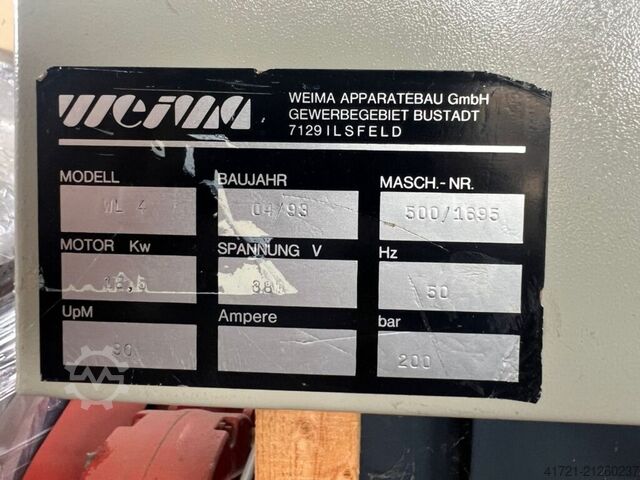 weima
WEIMA APPARATEBAU GmbH
GEWERBEGEBIET BUSTADT
7129 ILSFELD
MODELL BAUJAHR MASCH.-NR.
WL 4 04/93 500/1695
MOTOR Kw SPANNUNG V Hz
50
UpM Ampere bar
90 200
41721-21260237